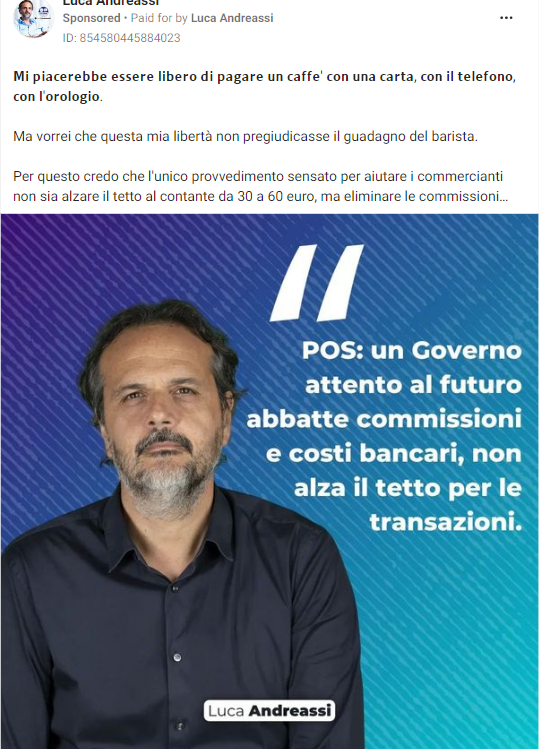 Luca Andreassi
Sponsored • Paid for by Luca Andreassi
ID: 854580445884023
Mi piacerebbe essere libero di pagare un caffe' con una carta, con il telefono,
con l'orologio.
Ma vorrei che questa mia libertà non pregiudicasse il guadagno del barista.
Per questo credo che l'unico provvedimento sensato per aiutare i commercianti
non sia alzare il tetto al contante da 30 a 60 euro, ma eliminare le commissioni...
POS: un Governo
attento al futuro
abbatte commissioni
e costi bancari, non
alza il tetto per le
transazioni.
Luca Andreassi